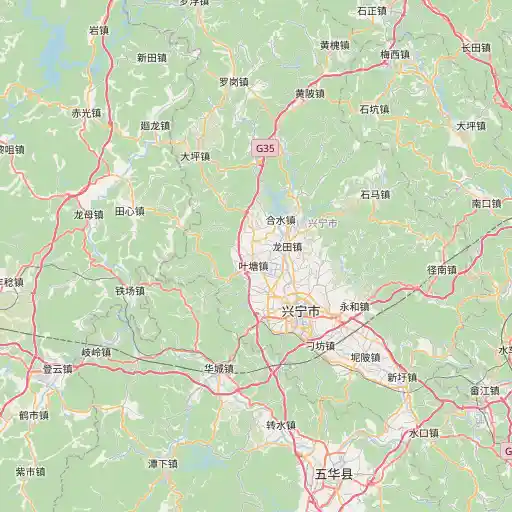 罗浮镇
石正镇
岩镇
黄槐镇
长田镇
新田镇
梅西镇
罗岗镇
黄陂镇
赤光镇
石坑镇
廻龙镇
大坪镇
G35
大坪镇
石马镇
南口镇
龙母镇
田心镇
合水镇
兴宁市
龙田镇
叶塘镇
径南镇
铁场镇
兴宁市
永和镇
刁坊镇
岐岭镇
坭陂镇
登云镇
华城镇
新圩镇
畲江镇
鹤市镇
转水镇
水口镇
紫市镇
潭下镇
五华县